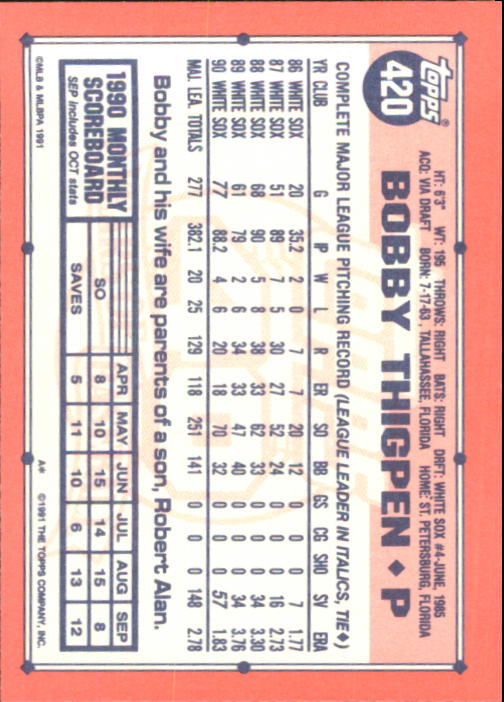 topps®
420
HT: 6'3" WT: 195 THROWS: RIGHT BATS: RIGHT DRFT: WHITE SOX #4-JUNE, 1985
ACQ: VIA DRAFT BORN: 7-17-63, TALLAHASSEE, FLORIDA HOME: ST. PETERSBURG, FLORIDA
BOBBY THIGPEN ♦ P
COMPLETE MAJOR LEAGUE PITCHING RECORD (LEAGUE LEADER IN ITALICS, TIE♦)
YR CLUB G IP W L R ER SO BB GS CG SHO SV ERA
86 WHITE SOX 20 35.2 2 0 7 7 20 12 0 0 0 7 1.77
87 WHITE SOX 51 89 7 5 30 27 52 24 0 0 0 16 2.73
88 WHITE SOX 68 90 5 8 38 33 62 33 0 0 0 34 3.30
89 WHITE SOX 61 79 2 6 34 33 47 40 0 0 0 34 3.76
90 WHITE SOX 77 88.2 4 6 20 18 70 32 0 0 0 57 1.83
MAJ. LEA. TOTALS 277 382.1 20 25 129 118 251 141 0 0 0 148 2.78
Bobby and his wife are parents of a son, Robert Alan.
1990 MONTHLY
SCOREBOARD
SEP includes OCT stats
APR MAY JUN JUL AUG SEP
SO 8 10 15 14 15 8
SAVES 5 11 10 6 13 12
©MLB & MLBPA 1991
A* ©1991 THE TOPPS COMPANY, INC.